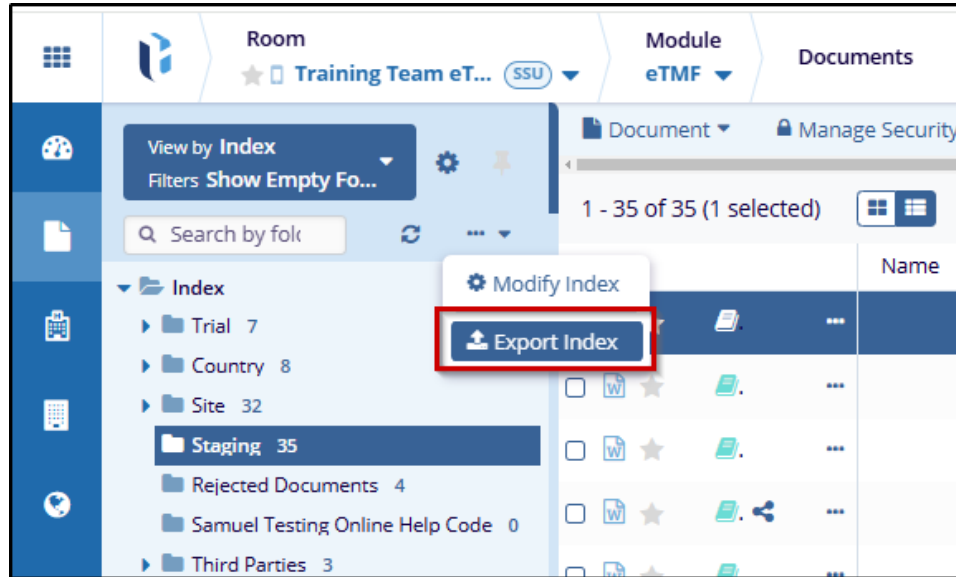 Room
Training Team eT... SSU
Module
eTMF
Documents
View by Index
Filters Show Empty Fo...
Document
Manage Security
1 - 35 of 35 (1 selected)
Search by fold
Name
Modify Index
Export Index
Index
Trial 7
Country 8
Site 32
Staging 35
Rejected Documents 4
Samuel Testing Online Help Code 0
Third Parties 3